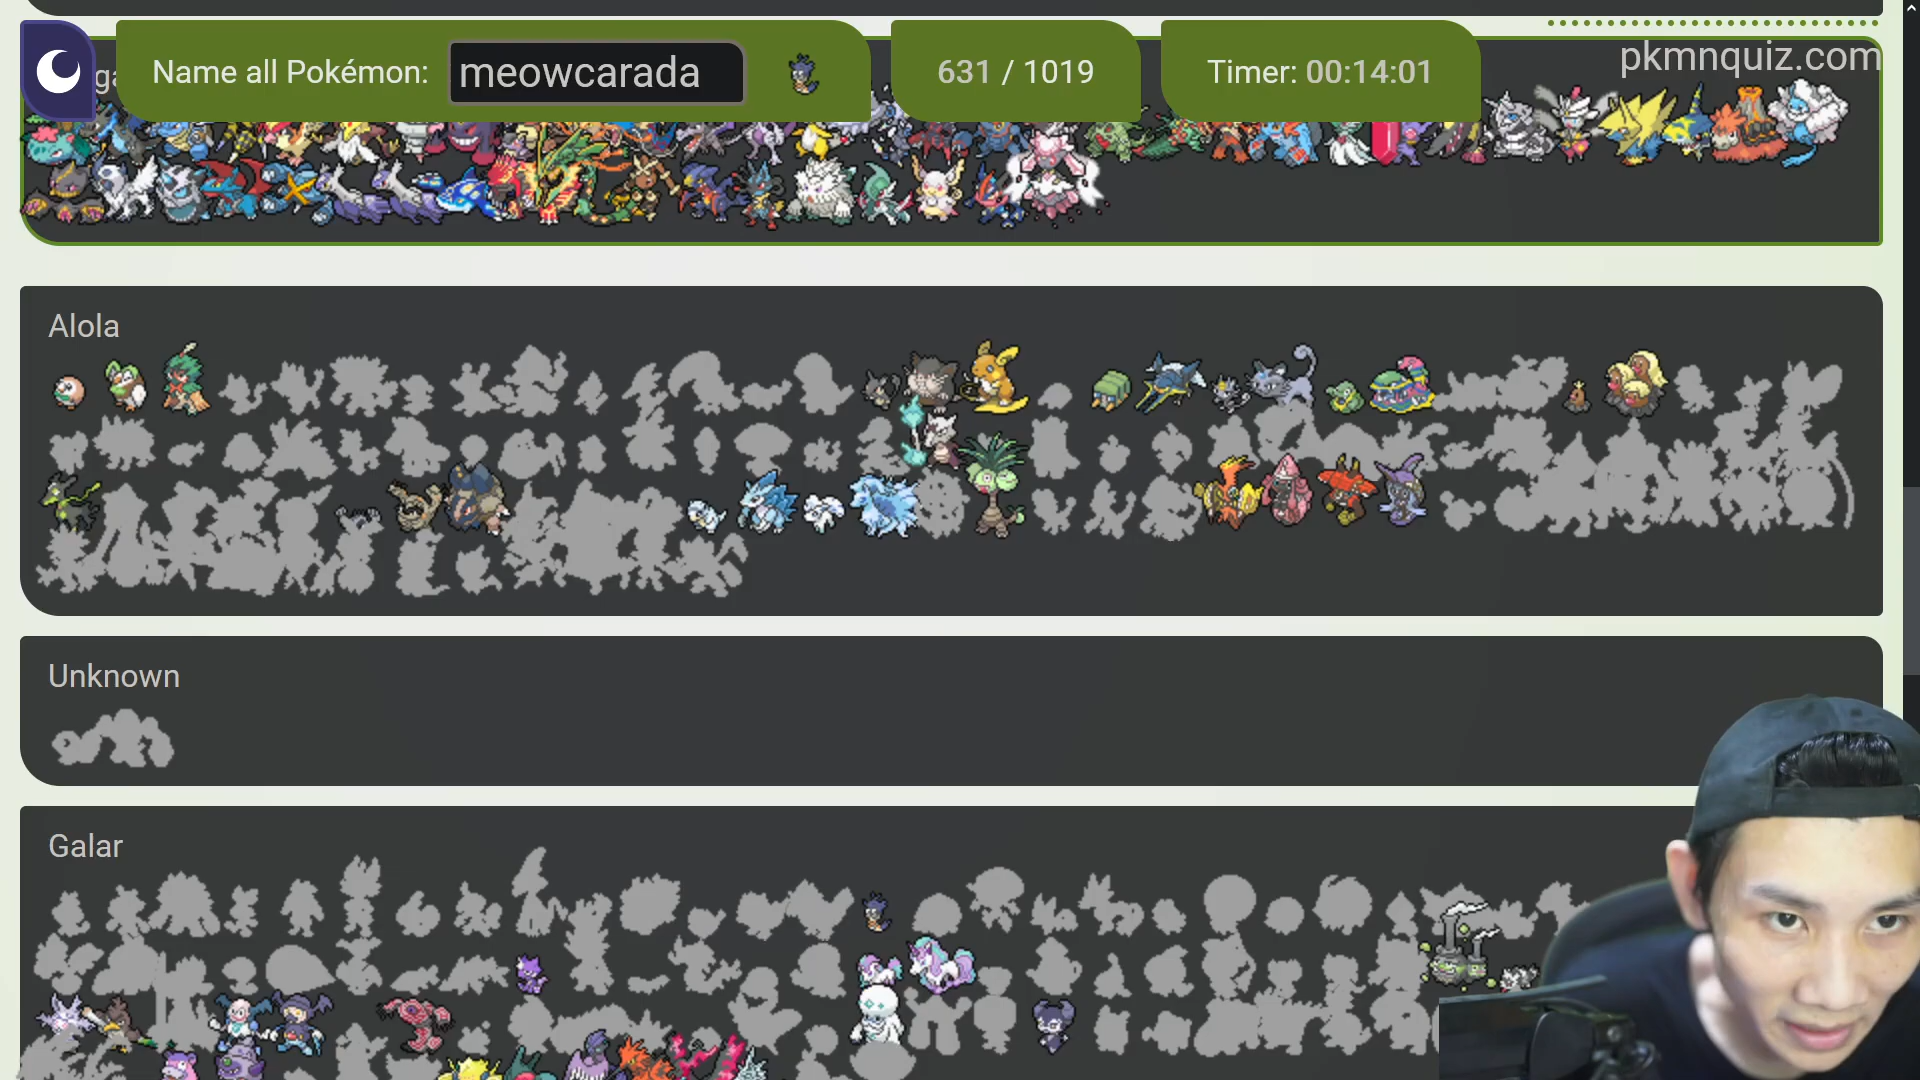 Name all Pokémon: meowcarada
631 / 1019
Timer: 00:14:01
pkmnquiz.com
Alola
Unknown
Galar